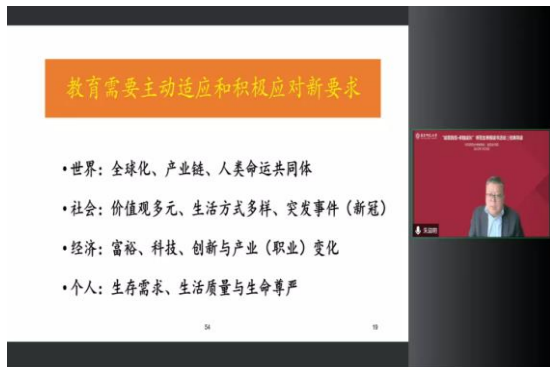 教育需要主动适应和积极应对新要求
•世界：全球化、产业链、人类命运共同体
•社会：价值观多元、生活方式多样、突发事件（新冠）
•经济：富裕、科技、创新与产业（职业）变化
•个人：生存需求、生活质量与生命尊严
54
19